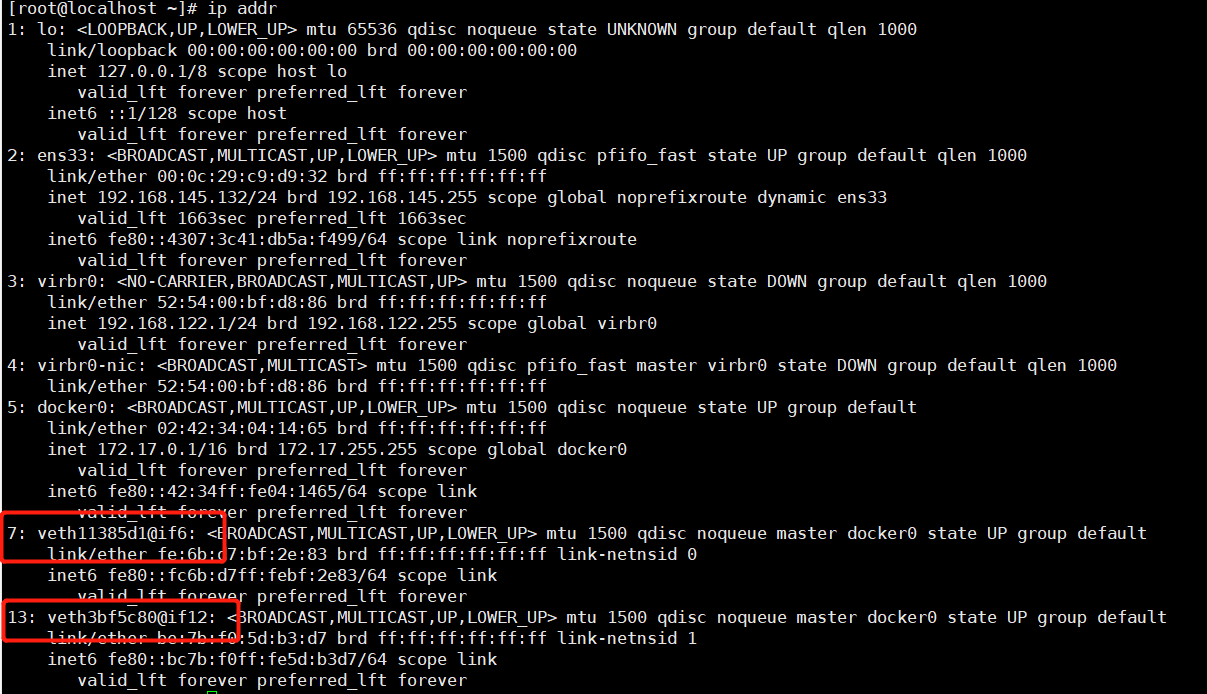 [root@localhost ~]# ip addr
1: lo: <LOOPBACK,UP,LOWER_UP> mtu 65536 qdisc noqueue state UNKNOWN group default qlen 1000
    link/loopback 00:00:00:00:00:00 brd 00:00:00:00:00:00
    inet 127.0.0.1/8 scope host lo
       valid_lft forever preferred_lft forever
    inet6 ::1/128 scope host
       valid_lft forever preferred_lft forever
2: ens33: <BROADCAST,MULTICAST,UP,LOWER_UP> mtu 1500 qdisc pfifo_fast state UP group default qlen 1000
    link/ether 00:0c:29:c9:d9:32 brd ff:ff:ff:ff:ff:ff
    inet 192.168.145.132/24 brd 192.168.145.255 scope global noprefixroute dynamic ens33
       valid_lft 1663sec preferred_lft 1663sec
    inet6 fe80::4307:3c41:db5a:f499/64 scope link noprefixroute
       valid_lft forever preferred_lft forever
3: virbr0: <NO-CARRIER,BROADCAST,MULTICAST,UP> mtu 1500 qdisc noqueue state DOWN group default qlen 1000
    link/ether 52:54:00:bf:d8:86 brd ff:ff:ff:ff:ff:ff
    inet 192.168.122.1/24 brd 192.168.122.255 scope global virbr0
       valid_lft forever preferred_lft forever
4: virbr0-nic: <BROADCAST,MULTICAST> mtu 1500 qdisc pfifo_fast master virbr0 state DOWN group default qlen 1000
    link/ether 52:54:00:bf:d8:86 brd ff:ff:ff:ff:ff:ff
5: docker0: <BROADCAST,MULTICAST,UP,LOWER_UP> mtu 1500 qdisc noqueue state UP group default
    link/ether 02:42:34:04:14:65 brd ff:ff:ff:ff:ff:ff
    inet 172.17.0.1/16 brd 172.17.255.255 scope global docker0
       valid_lft forever preferred_lft forever
    inet6 fe80::42:34ff:fe04:1465/64 scope link
       valid_lft forever preferred_lft forever
7: veth11385d1@if6: <BROADCAST,MULTICAST,UP,LOWER_UP> mtu 1500 qdisc noqueue master docker0 state UP group default
    link/ether fe:6b:d7:bf:2e:83 brd ff:ff:ff:ff:ff:ff link-netnsid 0
    inet6 fe80::fc6b:d7ff:febf:2e83/64 scope link
       valid_lft forever preferred_lft forever
13: veth3bf5c80@if12: <BROADCAST,MULTICAST,UP,LOWER_UP> mtu 1500 qdisc noqueue master docker0 state UP group default
    link/ether be:7b:f0:5d:b3:d7 brd ff:ff:ff:ff:ff:ff link-netnsid 1
    inet6 fe80::bc7b:f0ff:fe5d:b3d7/64 scope link
       valid_lft forever preferred_lft forever